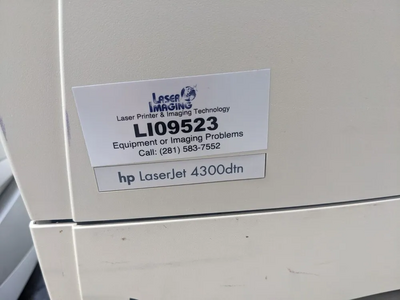 LASER
IMAGING
Laser Printer & Imaging Technology
LI09523
Equipment or Imaging Problems
Call: (281) 583-7552
hp LaserJet 4300dtn